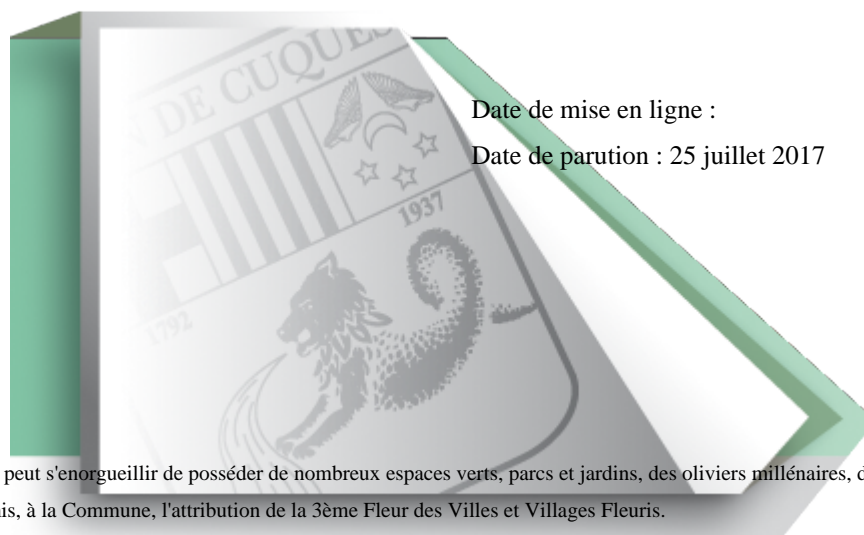 N DE CUQUES
Date de mise en ligne :
Date de parution : 25 juillet 2017
1937
1792
peut s'enorgueillir de posséder de nombreux espaces verts, parcs et jardins, des oliviers millénaires, d
is, à la Commune, l'attribution de la 3ème Fleur des Villes et Villages Fleuris.